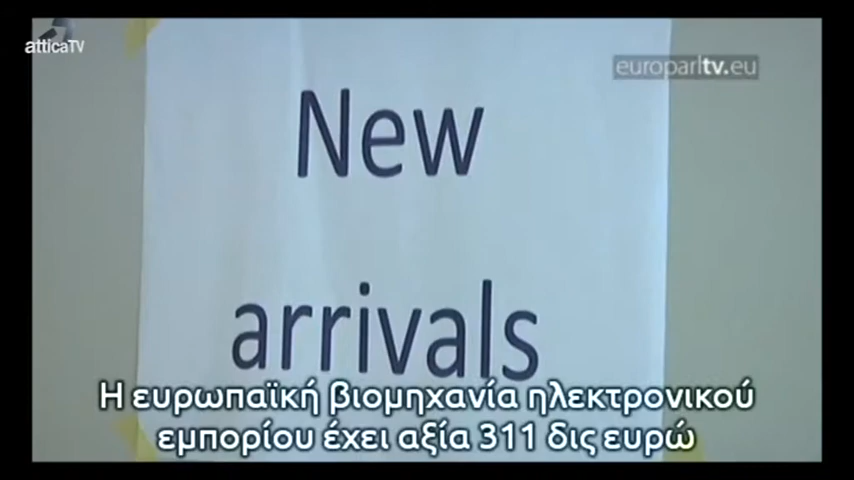 atticaTV
europarltv.eu
New
arrivals
Η ευρωπαϊκή βιομηχανία ηλεκτρονικού
εμπορίου έχει αξία 311 δις ευρώ